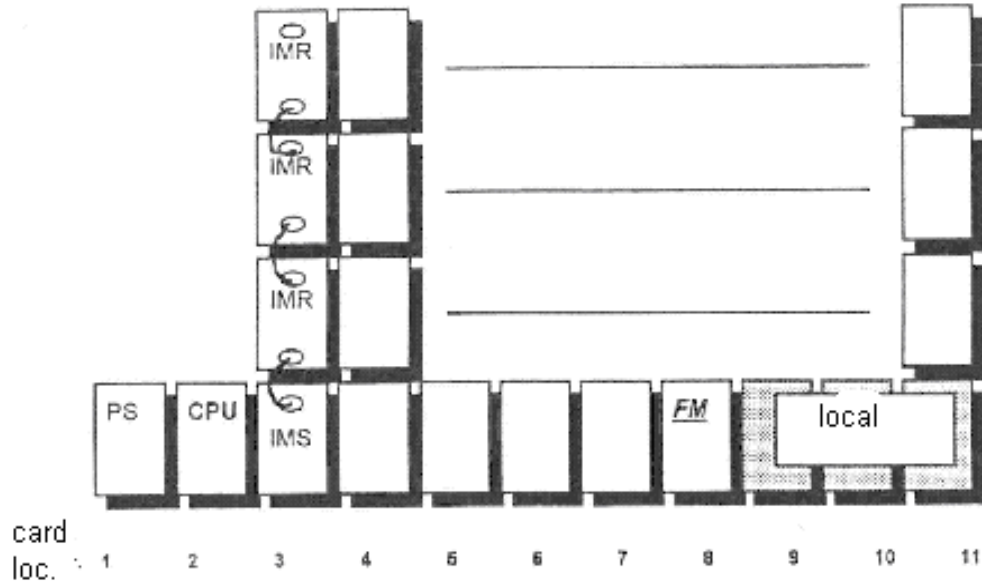 IMR
IMR
IMR
PS CPU IMS FM local
card
loc. 1 2 3 4 5 6 7 8 9 10 11